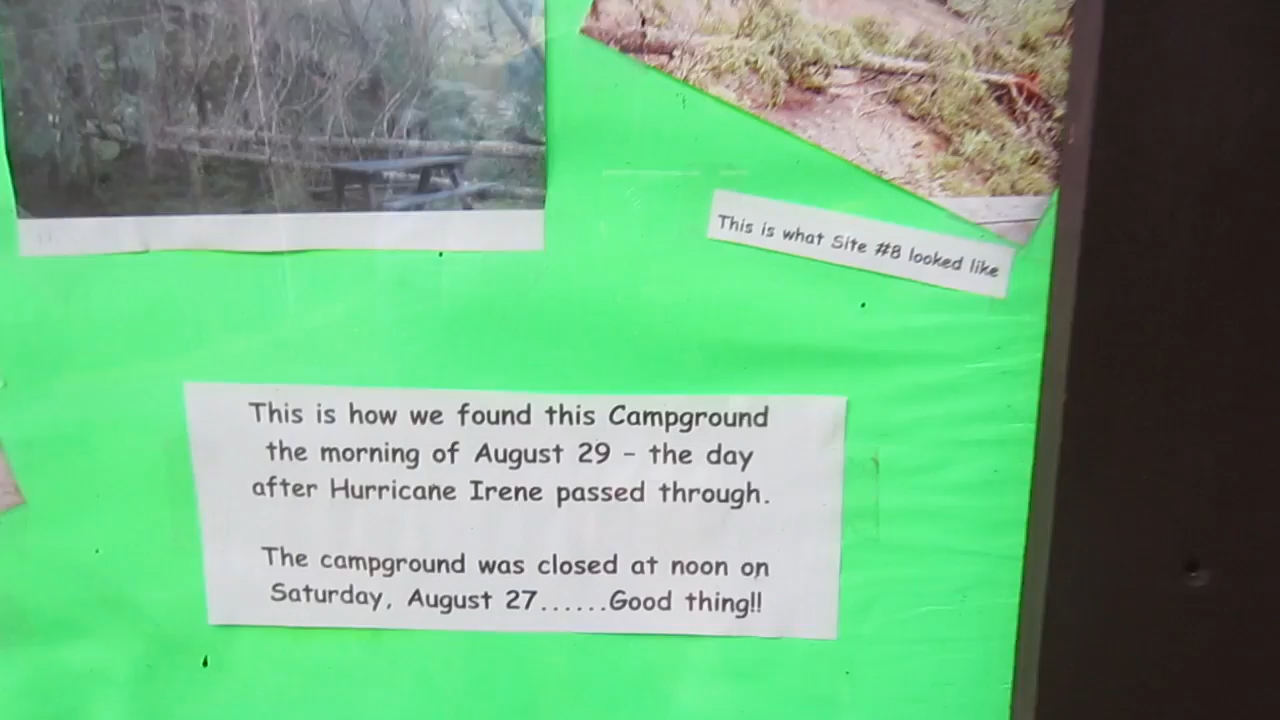 This is what Site #8 looked like
This is how we found this Campground
the morning of August 29 - the day
after Hurricane Irene passed through.
The campground was closed at noon on
Saturday, August 27......Good thing!!